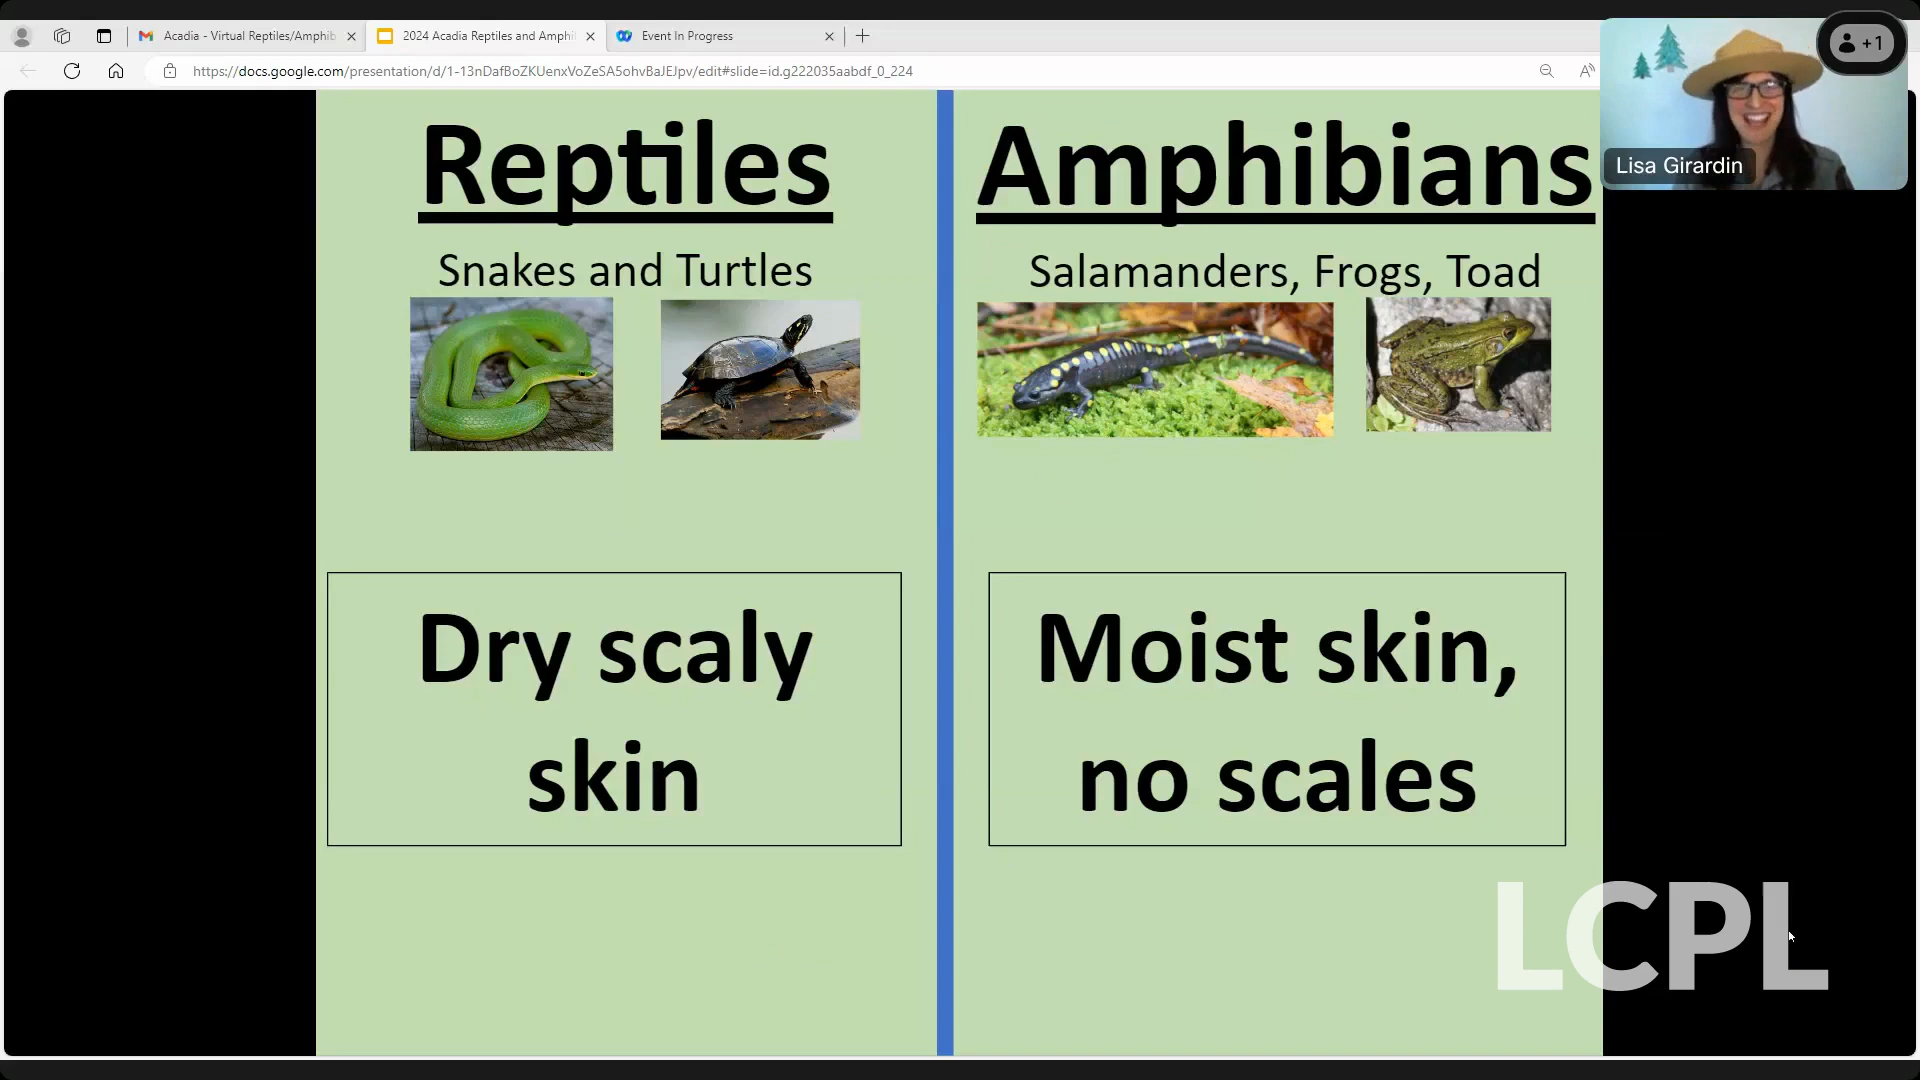 Acadia - Virtual Reptiles/Amphib
2024 Acadia Reptiles and Amphi
Event In Progress
https://docs.google.com/presentation/d/1-13nDafBoZKUenxVoZeSA5ohvBaJEJpv/edit#slide=id.g222035aabdf_0_224
+1
Lisa Girardin
Reptiles
Snakes and Turtles
Dry scaly
skin
Amphibians
Salamanders, Frogs, Toad
Moist skin,
no scales
LCPL